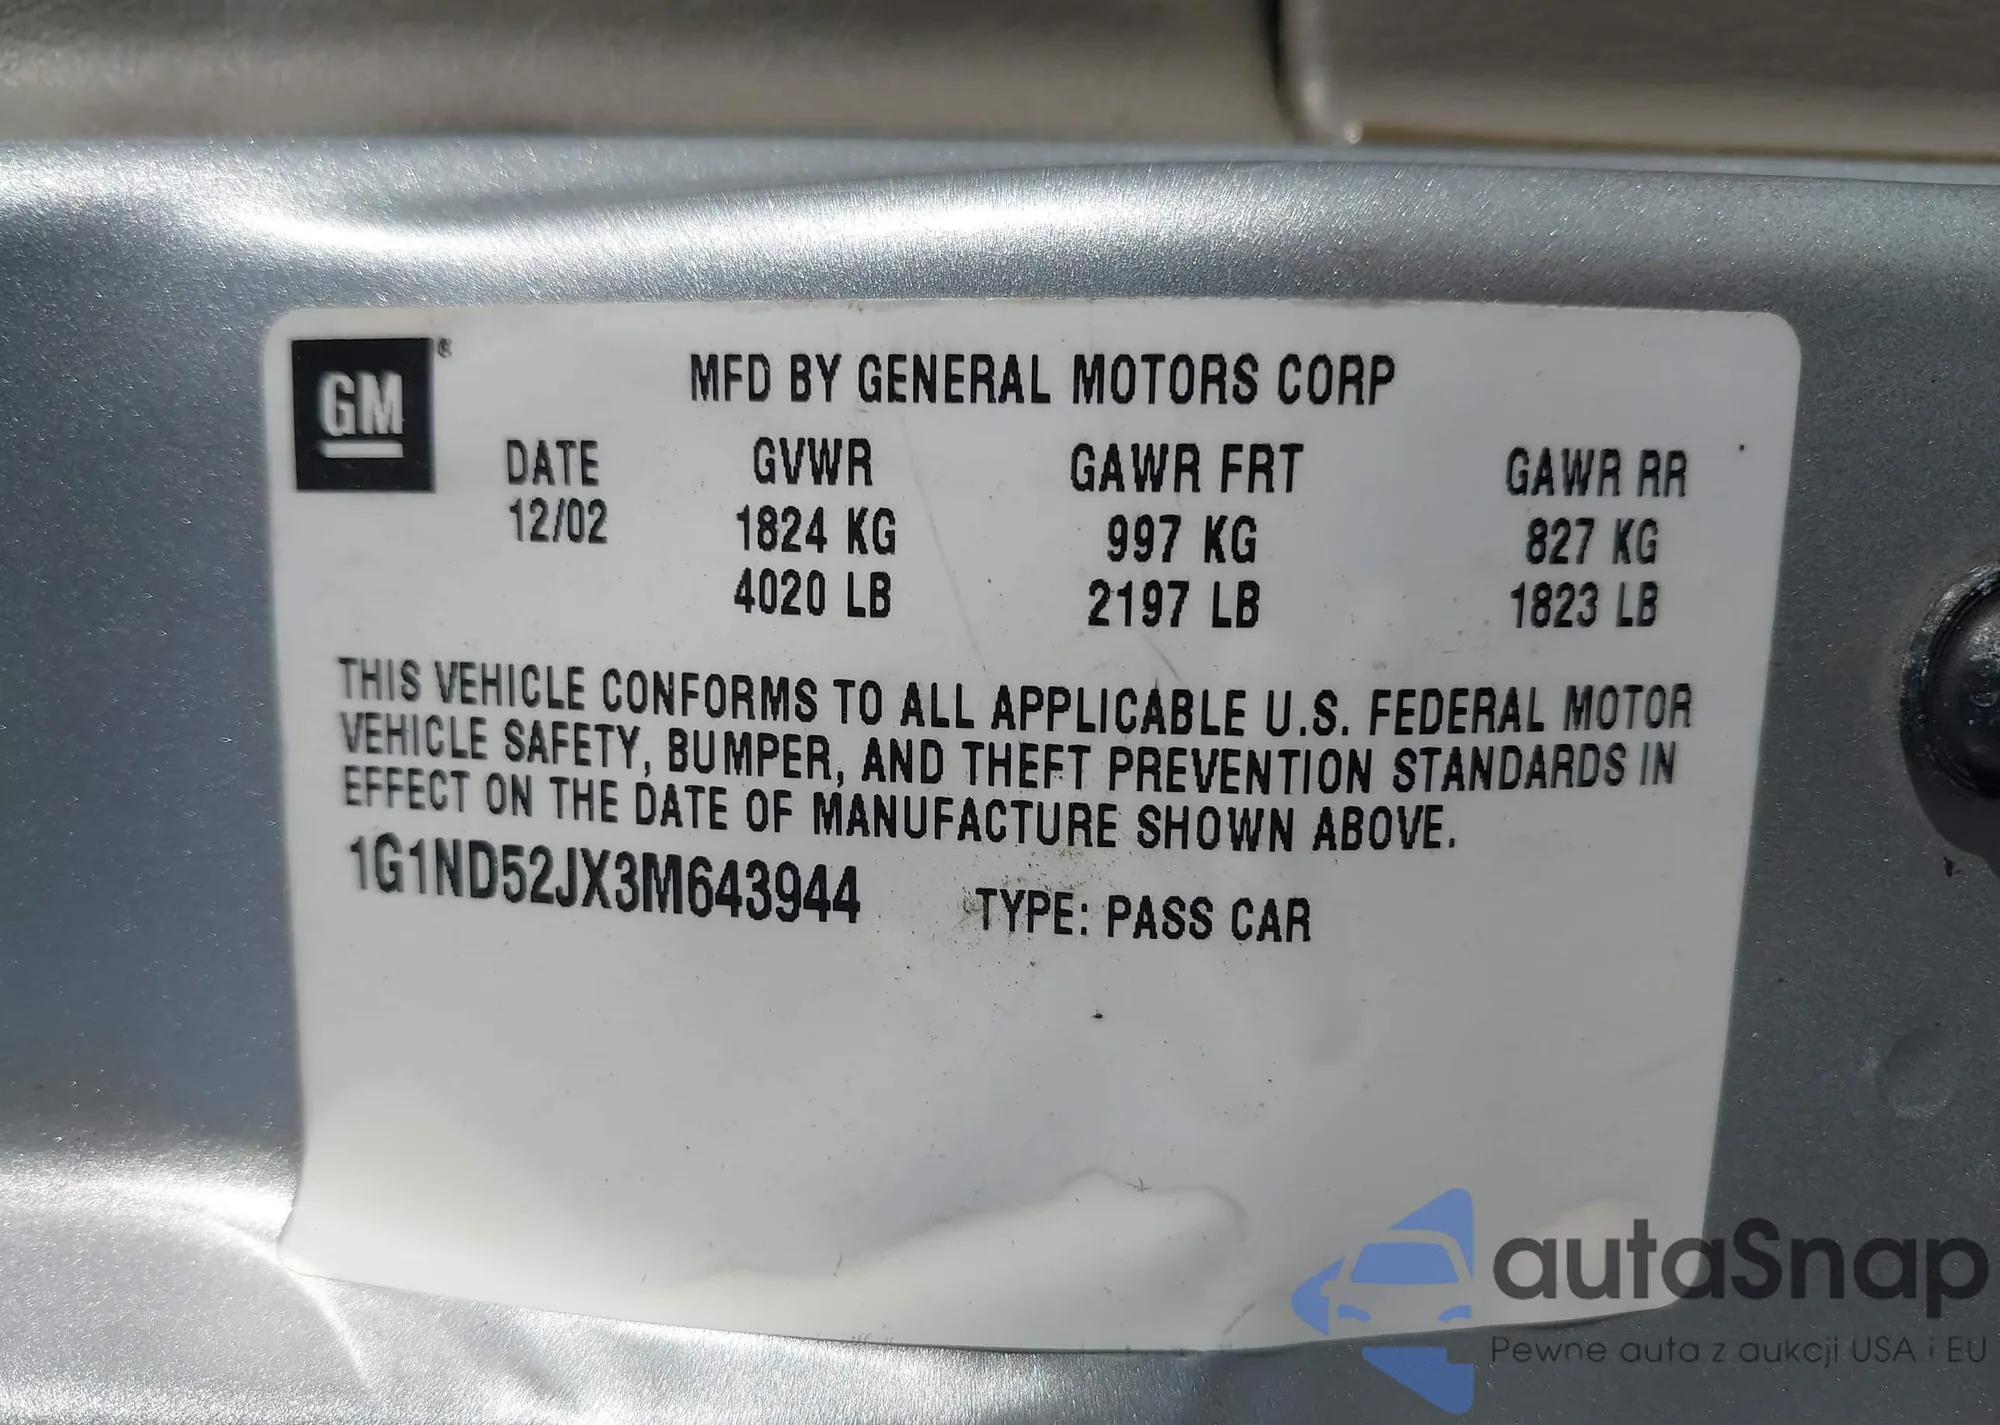 GM ®
MFD BY GENERAL MOTORS CORP
DATE GVWR GAWR FRT GAWR RR
12/02 1824 KG 997 KG 827 KG
4020 LB 2197 LB 1823 LB
THIS VEHICLE CONFORMS TO ALL APPLICABLE U.S. FEDERAL MOTOR
VEHICLE SAFETY, BUMPER, AND THEFT PREVENTION STANDARDS IN
EFFECT ON THE DATE OF MANUFACTURE SHOWN ABOVE.
1G1ND52JX3M643944 TYPE: PASS CAR
autaSnap
Pewne auta z aukcji USA i EU